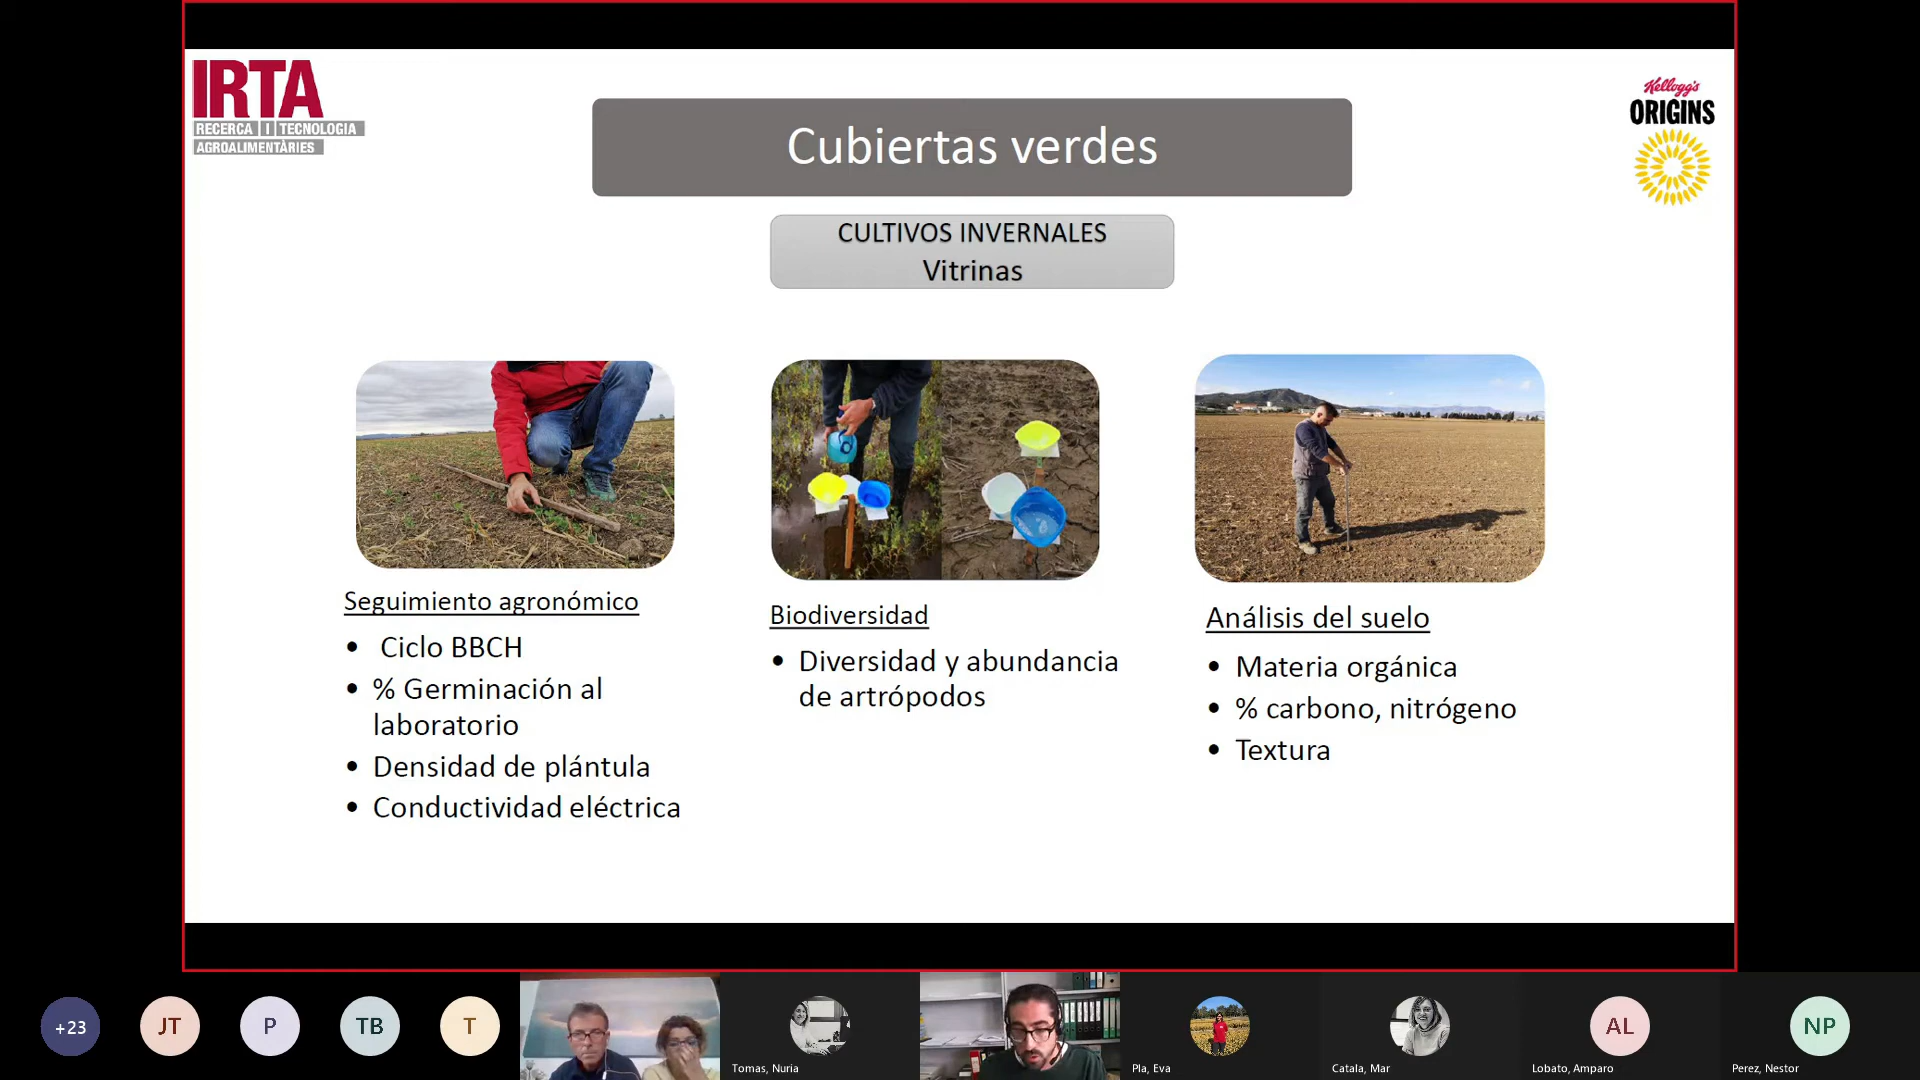 IRTA
RECERCA I TECNOLOGIA
AGROALIMENTÀRIES
Kellogg's
ORIGINS
Cubiertas verdes
CULTIVOS INVERNALES
Vitrinas
Seguimiento agronómico
• Ciclo BBCH
• % Germinación al
laboratorio
• Densidad de plántula
• Conductividad eléctrica
Biodiversidad
• Diversidad y abundancia
de artrópodos
Análisis del suelo
• Materia orgánica
• % carbono, nitrógeno
• Textura
+23
JT
P
TB
T
Tomas, Nuria
Pla, Eva
Catala, Mar
AL
Lobato, Amparo
NP
Perez, Nestor